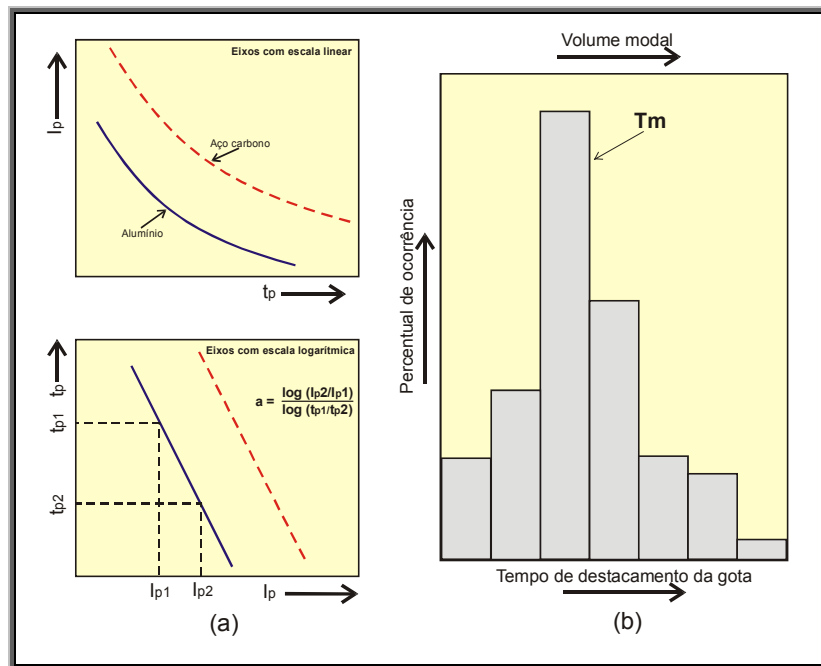 Eixos com escala linear
Ip
Aço carbono
Alumínio
tp
Eixos com escala logarítmica
tp
a = log (Ip2/Ip1)
log (tp1/tp2)
tp1
tp2
Ip1
Ip2
Ip
(a)
Volume modal
Tm
Percentual de ocorrência
Tempo de destacamento da gota
(b)